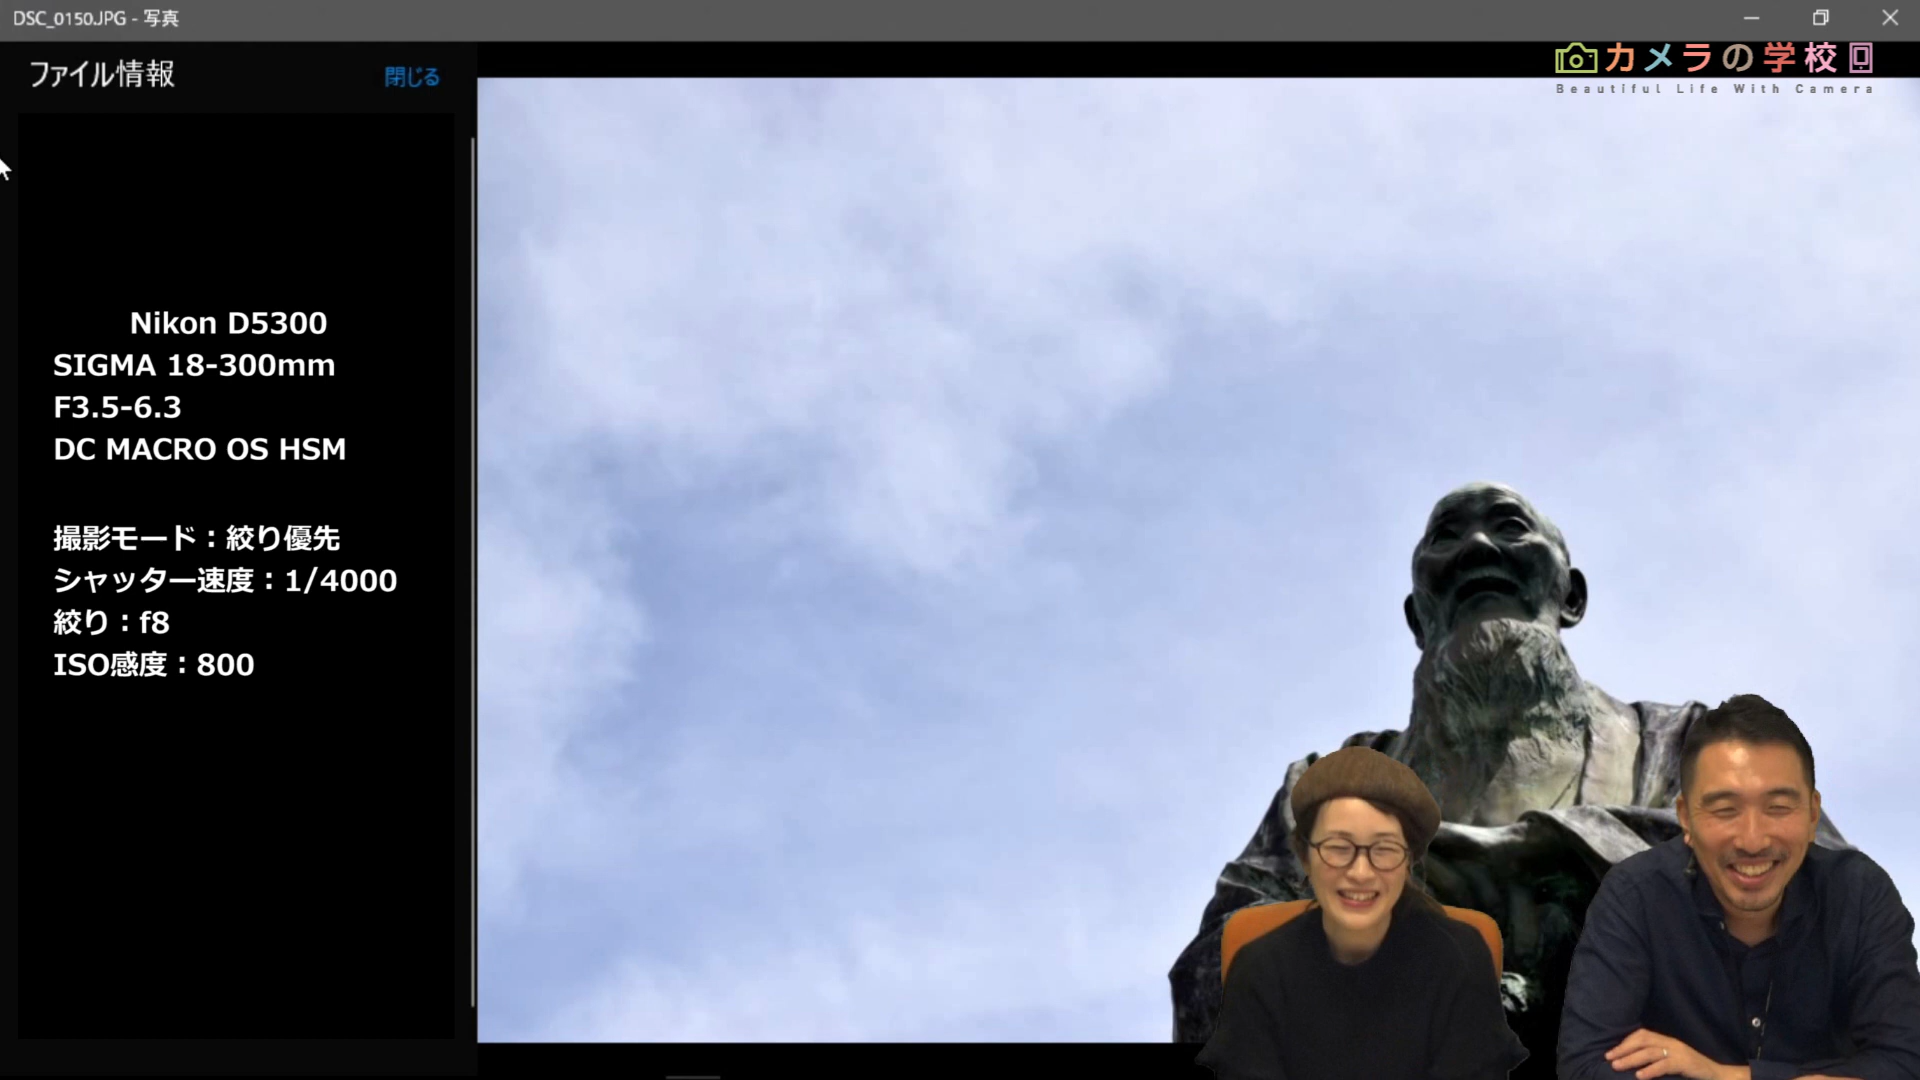 DSC_0150.JPG - 写真
ファイル情報
閉じる
カメラの学校
Beautiful Life With Camera
Nikon D5300
SIGMA 18-300mm
F3.5-6.3
DC MACRO OS HSM
撮影モード：絞り優先
シャッター速度：1/4000
絞り：f8
ISO感度：800